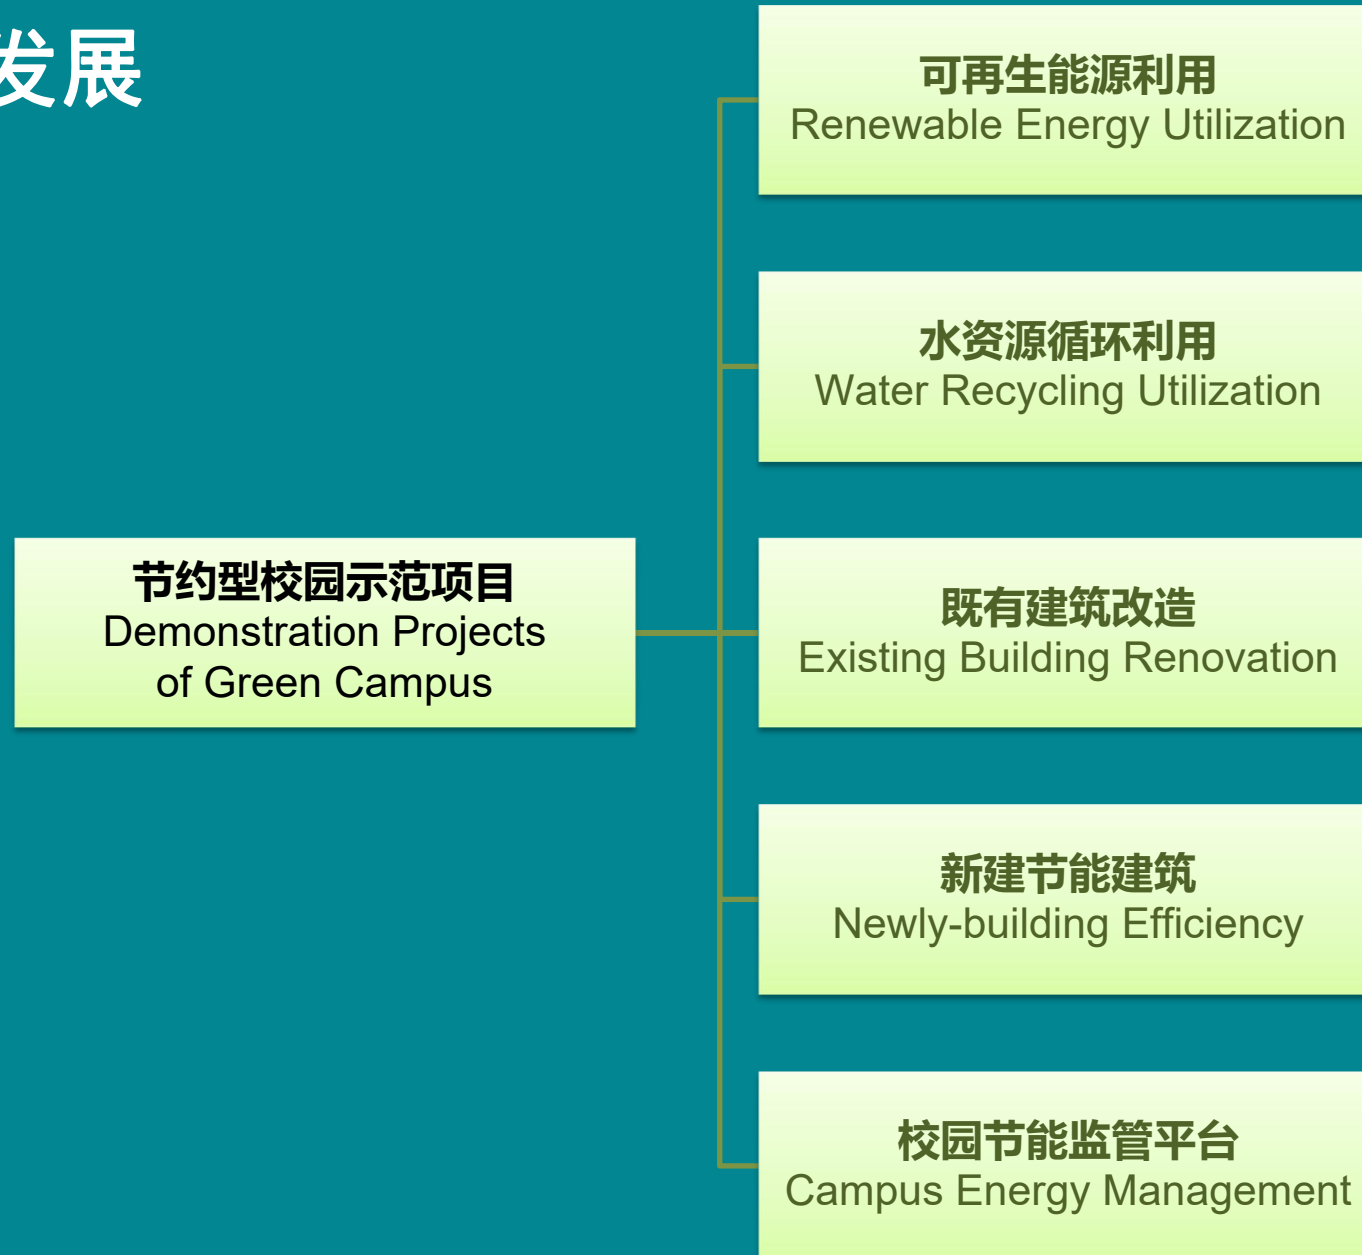 发展
可再生能源利用
Renewable Energy Utilization
水资源循环利用
Water Recycling Utilization
节约型校园示范项目
Demonstration Projects
of Green Campus
既有建筑改造
Existing Building Renovation
新建节能建筑
Newly-building Efficiency
校园节能监管平台
Campus Energy Management